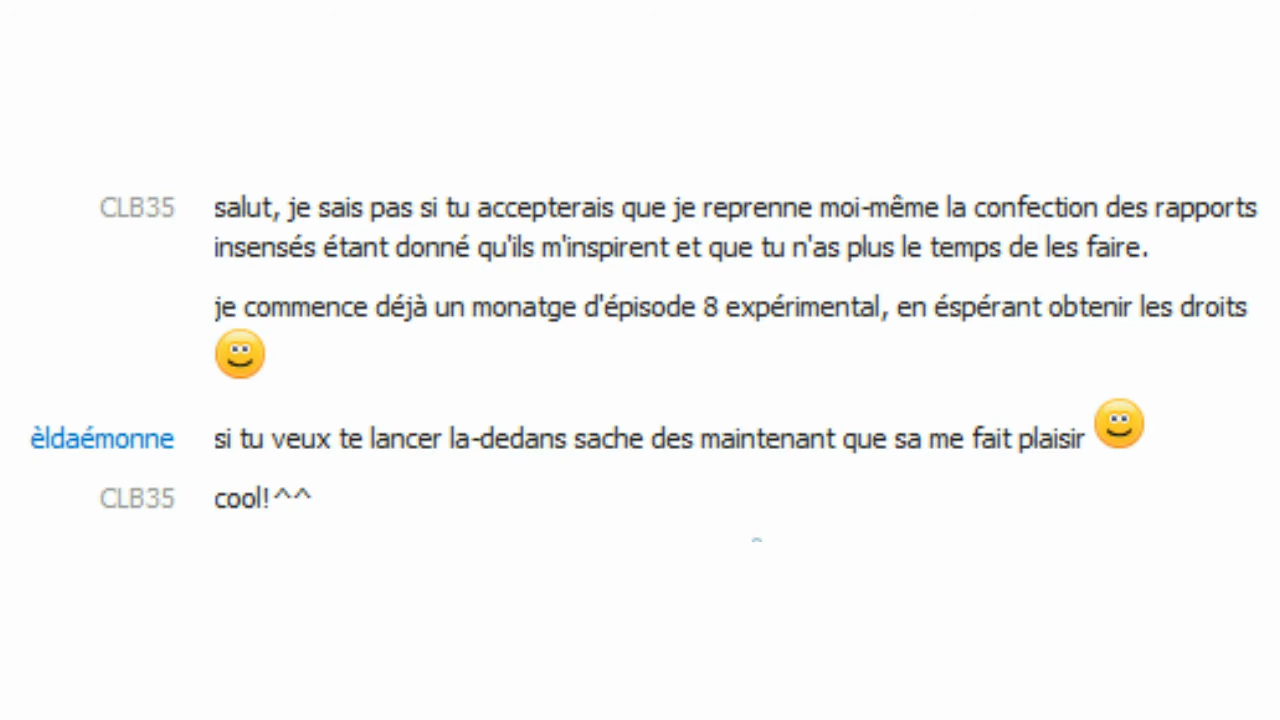 CLB35 salut, je sais pas si tu accepterais que je reprenne moi-même la confection des rapports
insensés étant donné qu'ils m'inspirent et que tu n'as plus le temps de les faire.
je commence déjà un monatge d'épisode 8 expérimental, en éspérant obtenir les droits
èldaémonne si tu veux te lancer la-dedans sache des maintenant que sa me fait plaisir
CLB35 cool!^^